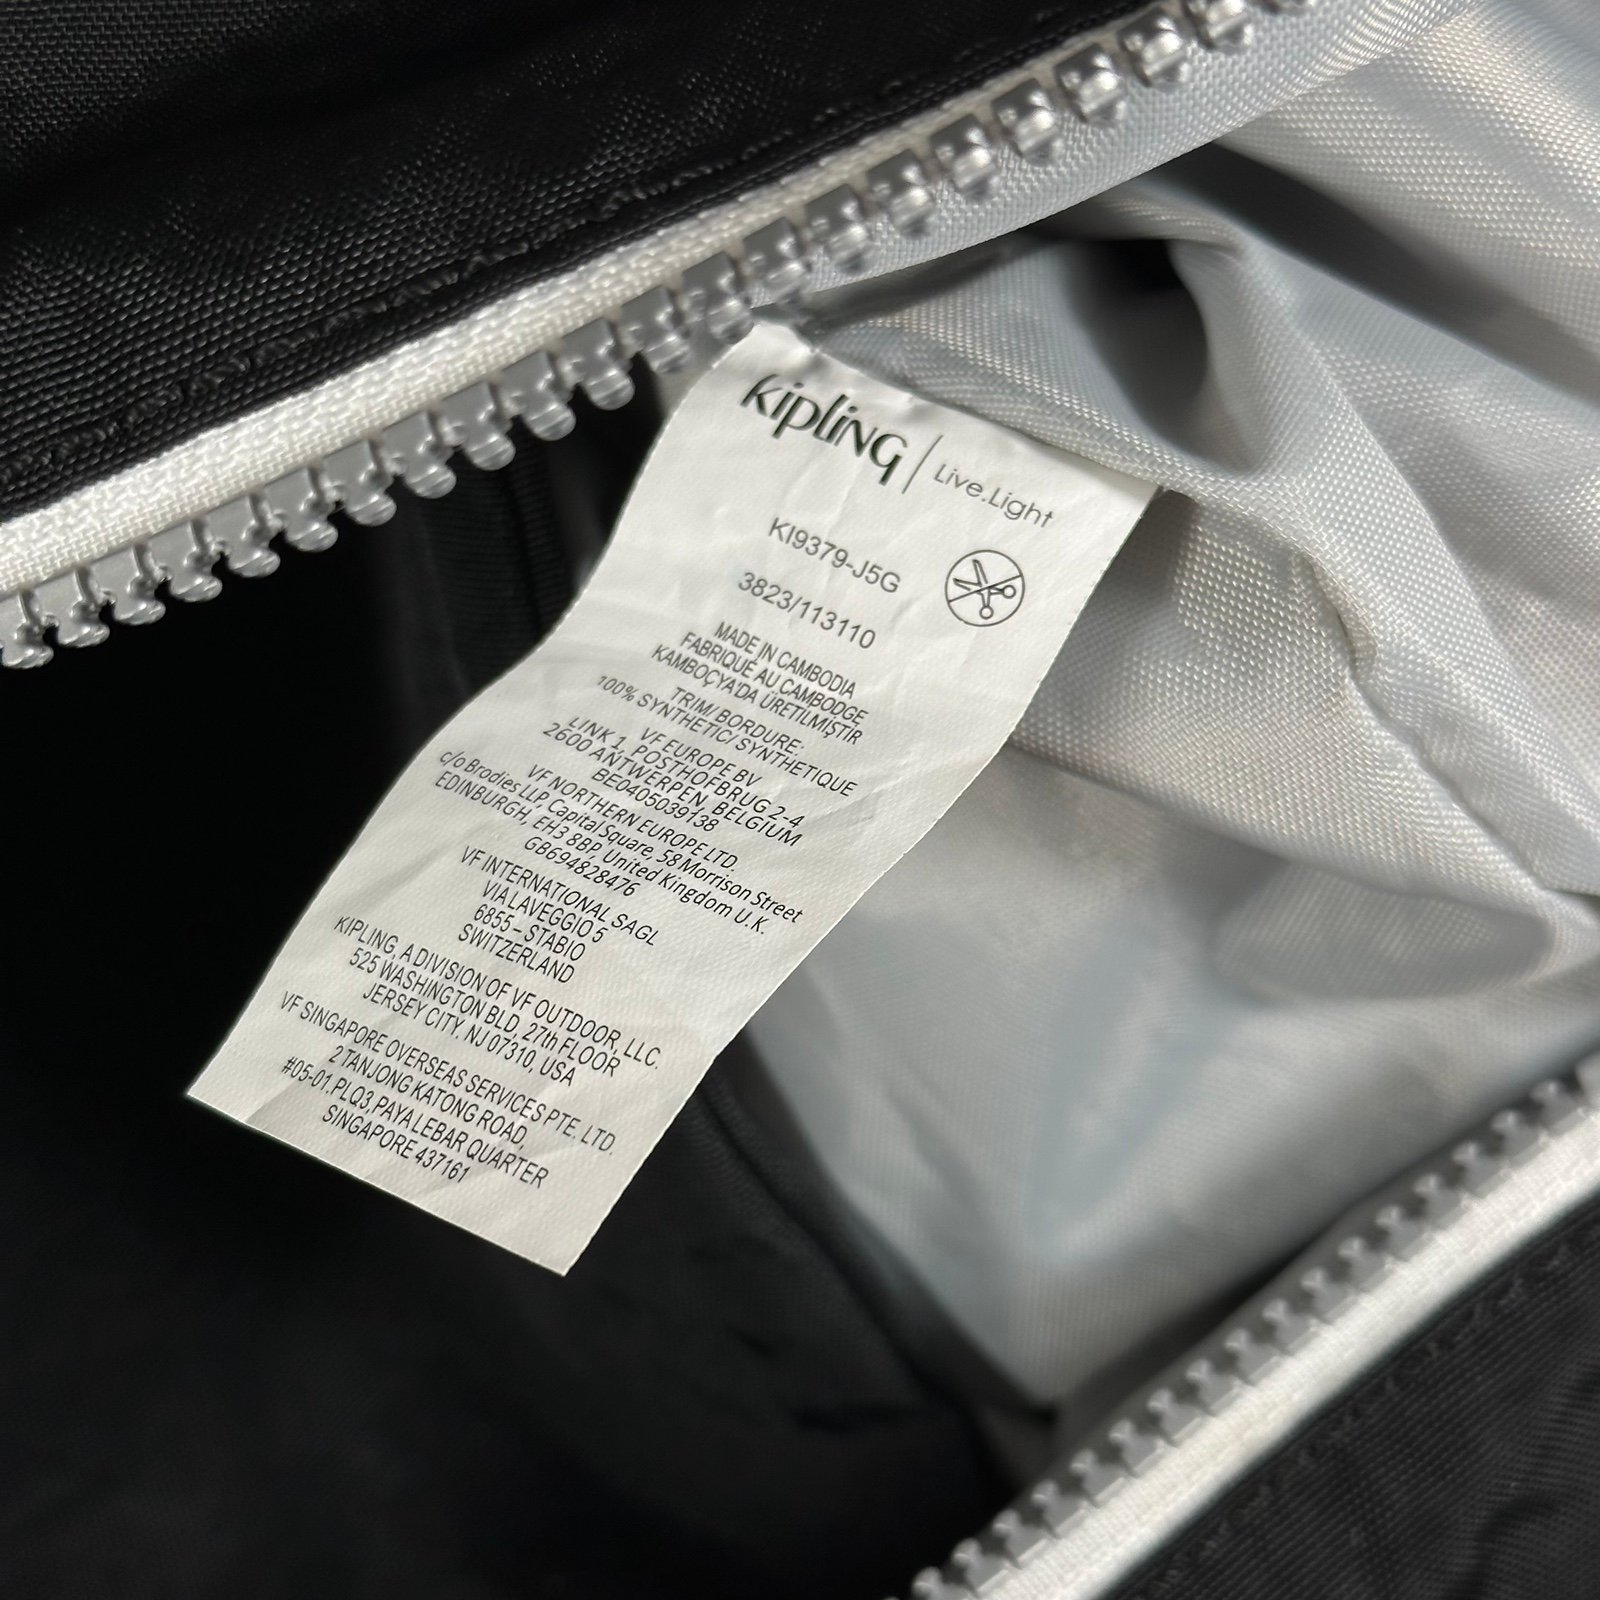 kipling | Live.Light
KI9379-J5G
3823/113110
MADE IN CAMBODIA
FABRIQUÉ AU CAMBODGE
KAMBOÇYA'DA ÜRETİLMİŞTİR
TRIM/ BORDURE:
100% SYNTHETIC/ SYNTHETIQUE
VF EUROPE BV
LINK 1, POSTHOFBRUG 2-4
2600 ANTWERPEN, BELGIUM
BE0405039138
VF NORTHERN EUROPE LTD.
c/o Brodies LLP, Capital Square, 58 Morrison Street
EDINBURGH, EH3 8BP, United Kingdom U.K.
GB694828476
VF INTERNATIONAL SAGL
VIA LAVEGGIO 5
6855 – STABIO
SWITZERLAND
KIPLING, A DIVISION OF VF OUTDOOR, LLC.
525 WASHINGTON BLD, 27th FLOOR
JERSEY CITY, NJ 07310, USA
VF SINGAPORE OVERSEAS SERVICES PTE. LTD.
2 TANJONG KATONG ROAD,
#05-01, PLQ3, PAYA LEBAR QUARTER
SINGAPORE 437161